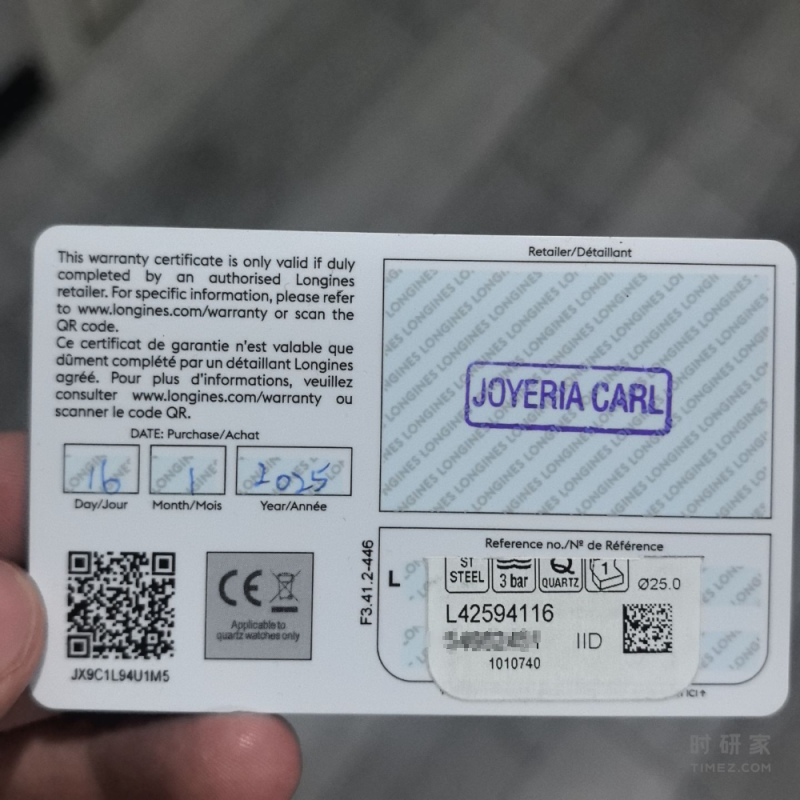 This warranty certificate is only valid if duly
completed by an authorised Longines
retailer. For specific information, please refer
to www.longines.com/warranty or scan the
QR code.
Ce certificat de garantie n'est valable que
dûment complété par un détaillant Longines
agréé. Pour plus d'informations, veuillez
consulter www.longines.com/warranty ou
scanner le code QR.
DATE: Purchase/Achat
16 1 2025
Day/Jour Month/Mois Year/Année
JX9C1L94U1M5
CE
Applicable to
quartz watches only
F3.41.2-446
Retailer/Détaillant
LONGINES LONGINES LONGINES
JOYERIA CARL
Reference no./Nº de Référence
L
ST
STEEL
3 bar
Q
QUARTZ
1
Ø25.0
L42594116
IID
1010740
时研家
TIMEZ.COM